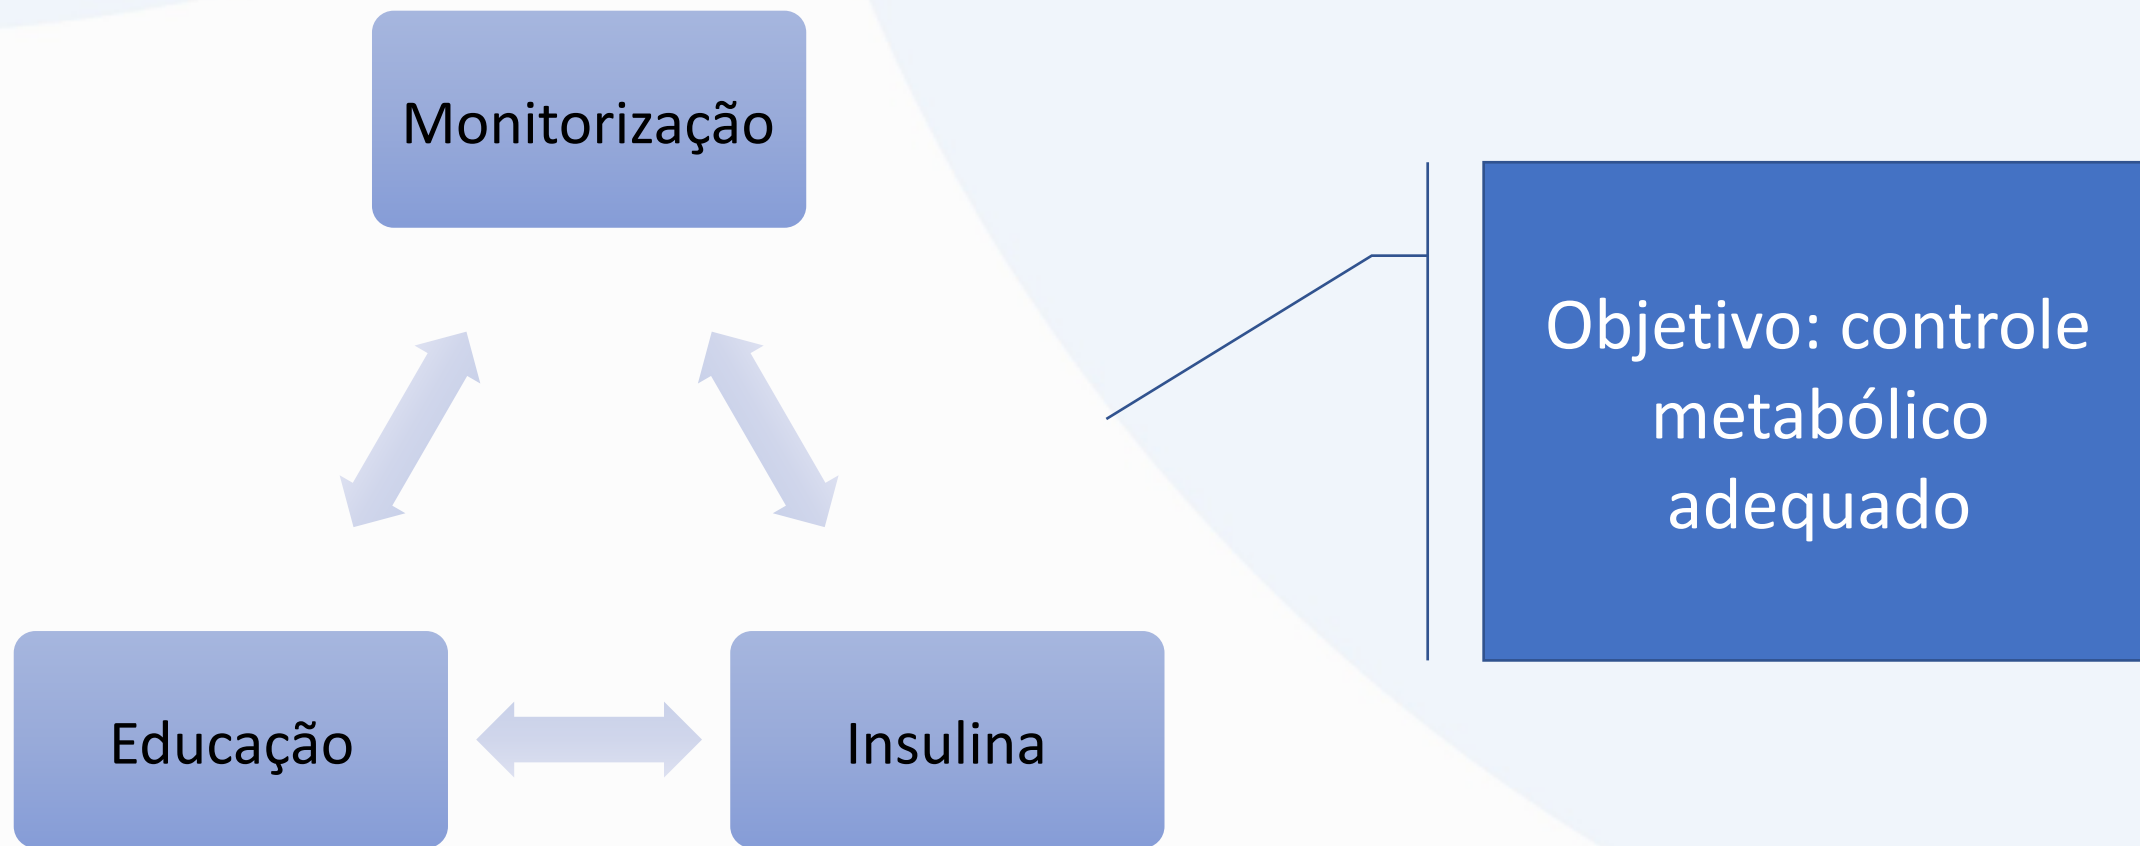 Monitorização
Objetivo: controle
metabólico
adequado
Educação
Insulina